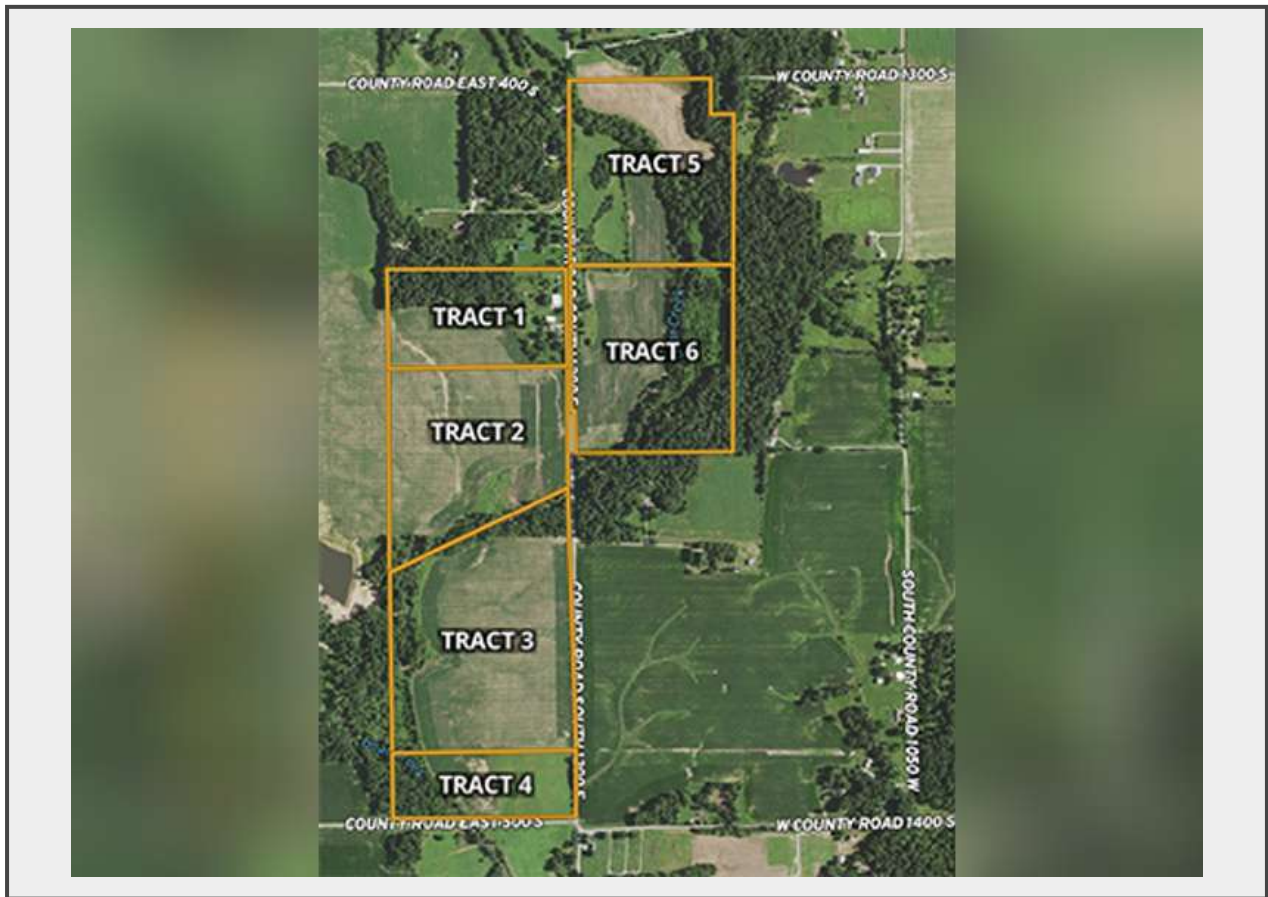 COUNTY ROAD EAST 400 S
W COUNTY ROAD 1300 S
TRACT 5
TRACT 1
TRACT 6
TRACT 2
TRACT 3
COUNTY ROAD SOUTH 1200 E
SOUTH COUNTY ROAD 1050 W
TRACT 4
COUNTY ROAD EAST 500 S
W COUNTY ROAD 1400 S